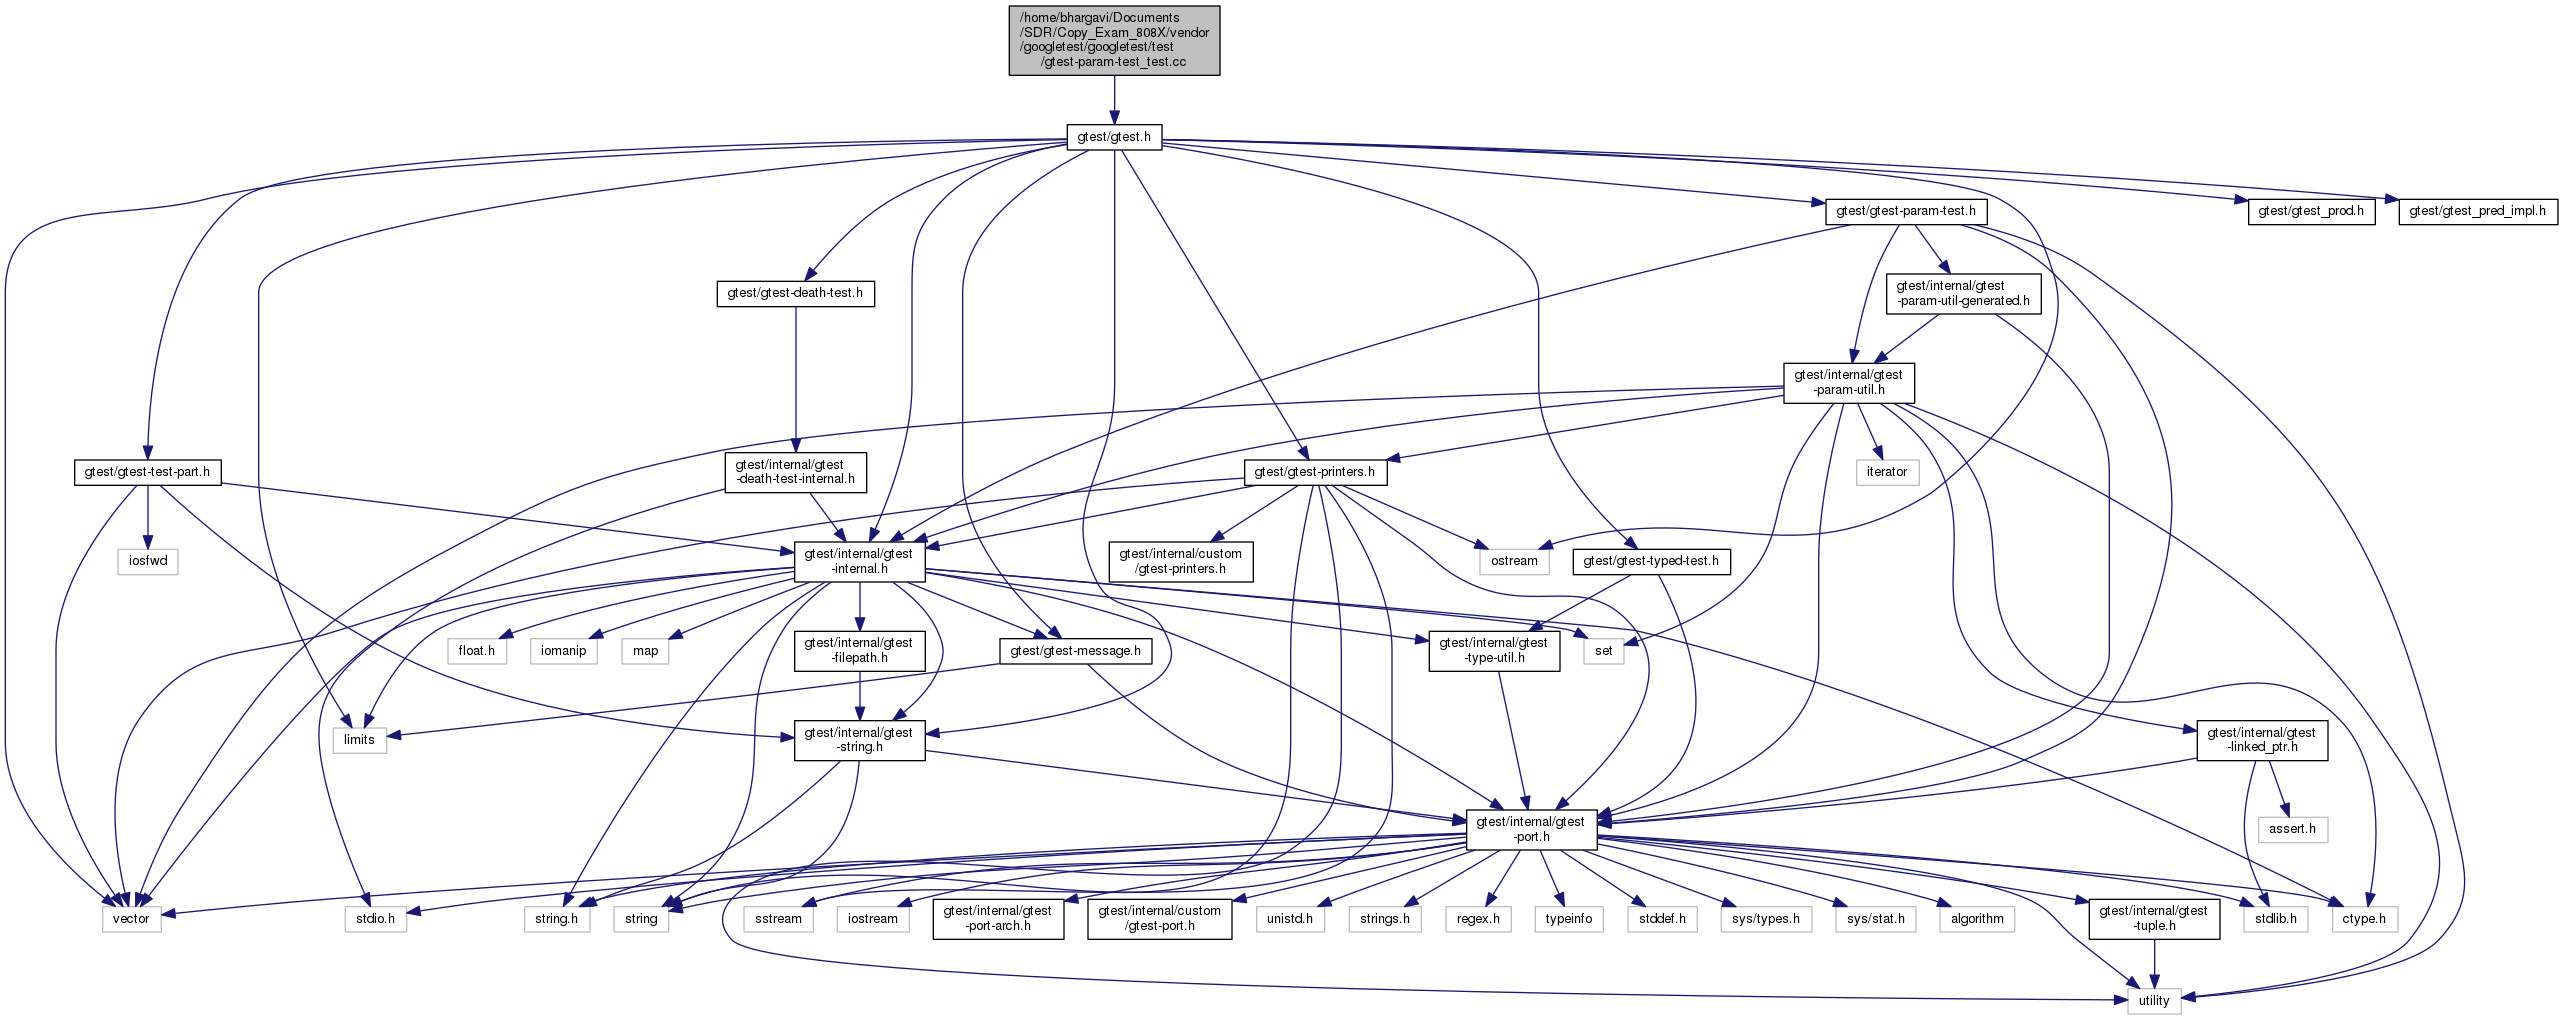 /home/bhargavi/Documents
/SDR/Copy_Exam_808X/vendor
/googletest/googletest/test
/gtest-param-test_test.cc
gtest/gtest.h
gtest/gtest-param-test.h
gtest/gtest_prod.h
gtest/gtest_pred_impl.h
gtest/gtest-death-test.h
gtest/internal/gtest
-param-util-generated.h
gtest/internal/gtest
-param-util.h
gtest/gtest-test-part.h
gtest/internal/gtest
-death-test-internal.h
gtest/gtest-printers.h
iterator
iosfwd
gtest/internal/gtest
-internal.h
gtest/internal/custom
/gtest-printers.h
ostream
gtest/gtest-typed-test.h
float.h
iomanip
map
gtest/internal/gtest
-filepath.h
gtest/gtest-message.h
gtest/internal/gtest
-type-util.h
set
limits
gtest/internal/gtest
-string.h
gtest/internal/gtest
-linked_ptr.h
gtest/internal/gtest
-port.h
assert.h
vector
stdio.h
string.h
string
sstream
iostream
gtest/internal/gtest
-port-arch.h
gtest/internal/custom
/gtest-port.h
unistd.h
strings.h
regex.h
typeinfo
stddef.h
sys/types.h
sys/stat.h
algorithm
gtest/internal/gtest
-tuple.h
stdlib.h
ctype.h
utility